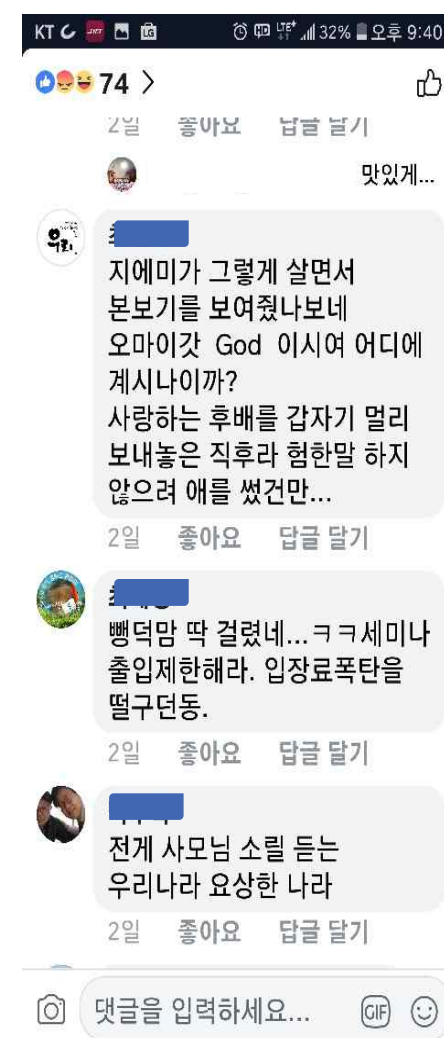 KT
LTE+ 32% 오후 9:40
74 >
2일 좋아요 답글 달기
맛있게...
우리
지에미가 그렇게 살면서
본보기를 보여줬나보네
오마이갓 God 이시여 어디에
계시나이까?
사랑하는 후배를 갑자기 멀리
보내놓은 직후라 험한말 하지
않으려 애를 썼건만...
2일 좋아요 답글 달기
뺑덕맘 딱 걸렸네...ㅋㅋ세미나
출입제한해라. 입장료폭탄을
떨구던동.
2일 좋아요 답글 달기
전게 사모님 소릴 듣는
우리나라 요상한 나라
2일 좋아요 답글 달기
댓글을 입력하세요... GIF